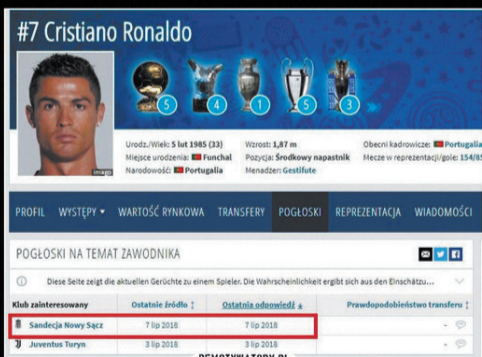 #7 Cristiano Ronaldo
5 4 1 5 3
imago
Urodz./Wiek: 5 lut 1985 (33) Wzrost: 1,87 m Obecni kadrowicze: Portugalia
Miejsce urodzenia: Funchal Pozycja: Środkowy napastnik Mecze w reprezentacji/gole: 154/85
Narodowość: Portugalia Menadżer: Gestifute
PROFIL WYSTĘPY WARTOŚĆ RYNKOWA TRANSFERY POGŁOSKI REPREZENTACJA WIADOMOŚCI
POGŁOSKI NA TEMAT ZAWODNIKA
Diese Seite zeigt die aktuellen Gerüchte zu einem Spieler. Die Wahrscheinlichkeit ergibt sich aus den Einschätzu...
Klub zainteresowany Ostatnie źródło Ostatnia odpowiedź Prawdopodobieństwo transferu
Sandecja Nowy Sącz 7 lip 2018 7 lip 2018 -
Juventus Turyn 3 lip 2018 3 lip 2018 -
DEMOTYWATORY.PL